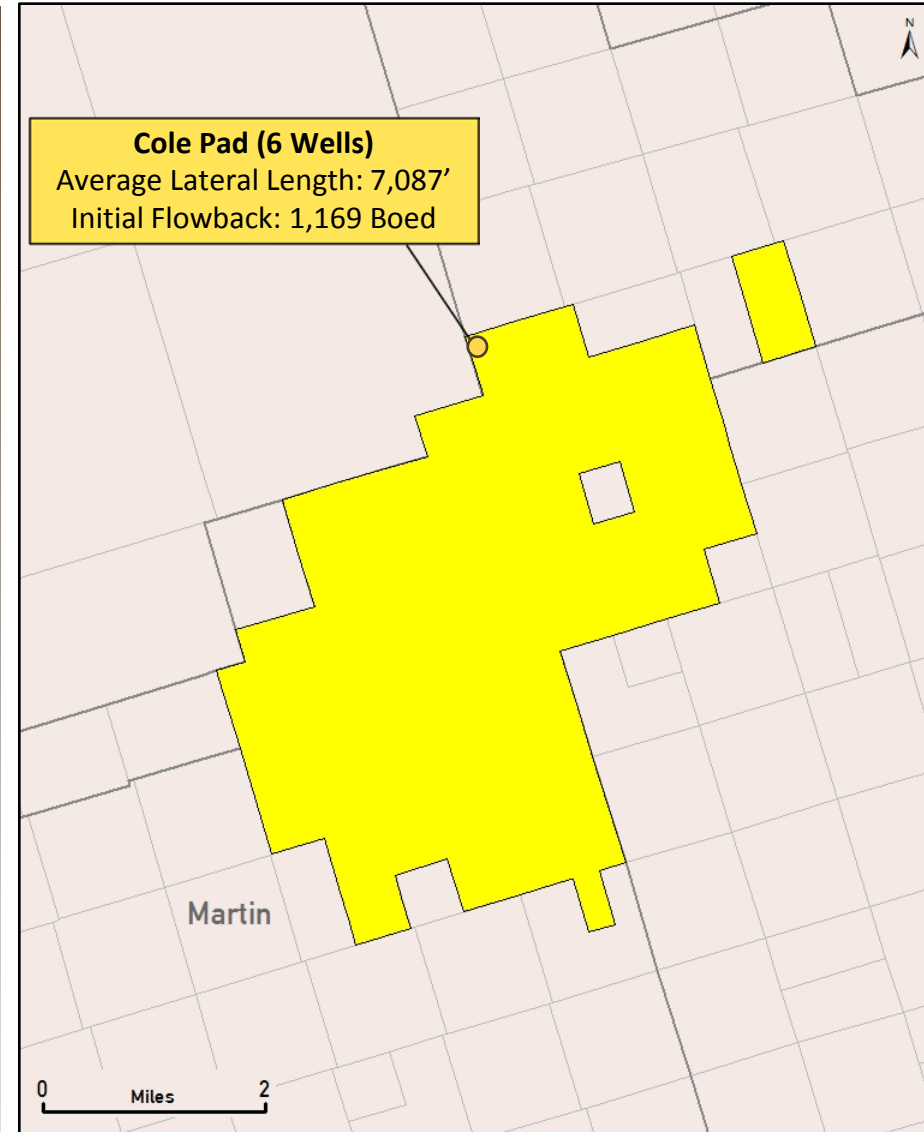 N
Cole Pad (6 Wells)
Average Lateral Length: 7,087’
Initial Flowback: 1,169 Boed
Martin
0 Miles 2